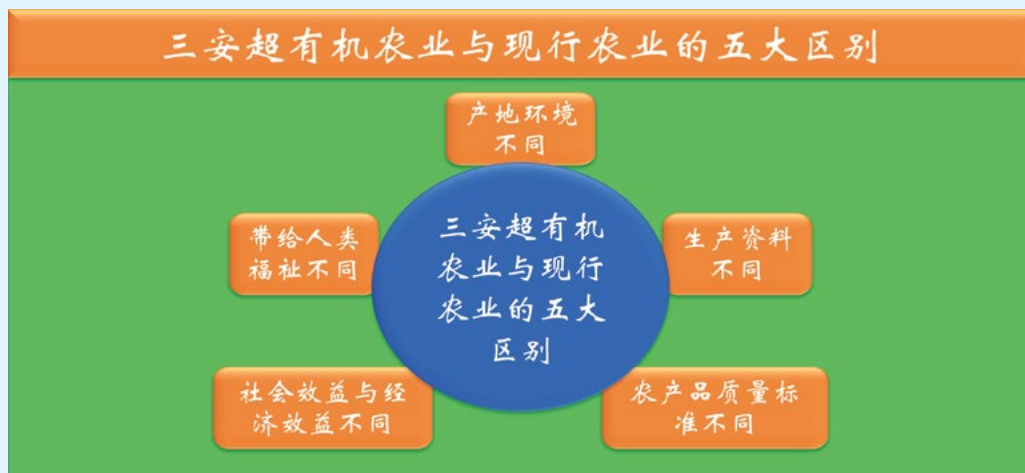 三安超有机农业与现行农业的五大区别
产地环境
不同
带给人类
福祉不同
三安超有机
农业与现行
农业的五大
区别
生产资料
不同
社会效益与经
济效益不同
农产品质量标
准不同